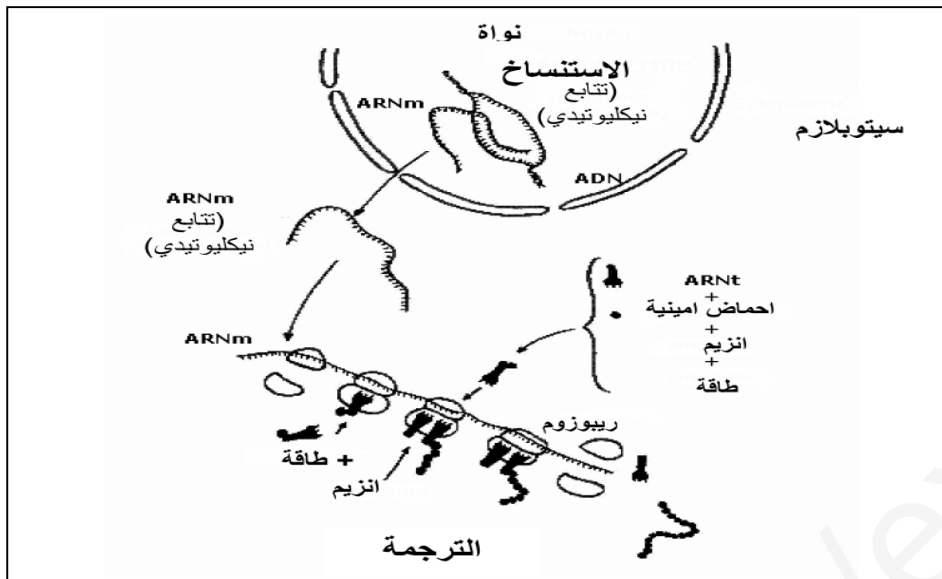 نواة
الاستنساخ
(تتابع
نيكليوتيدي)
ARNm
سيتوبلازم
ADN
ARNm
(تتابع
نيكليوتيدي)
ARNt
+
احماض امينية
+
انزيم
+
طاقة
ARNm
ريبوزوم
طاقة +
انزيم
الترجمة